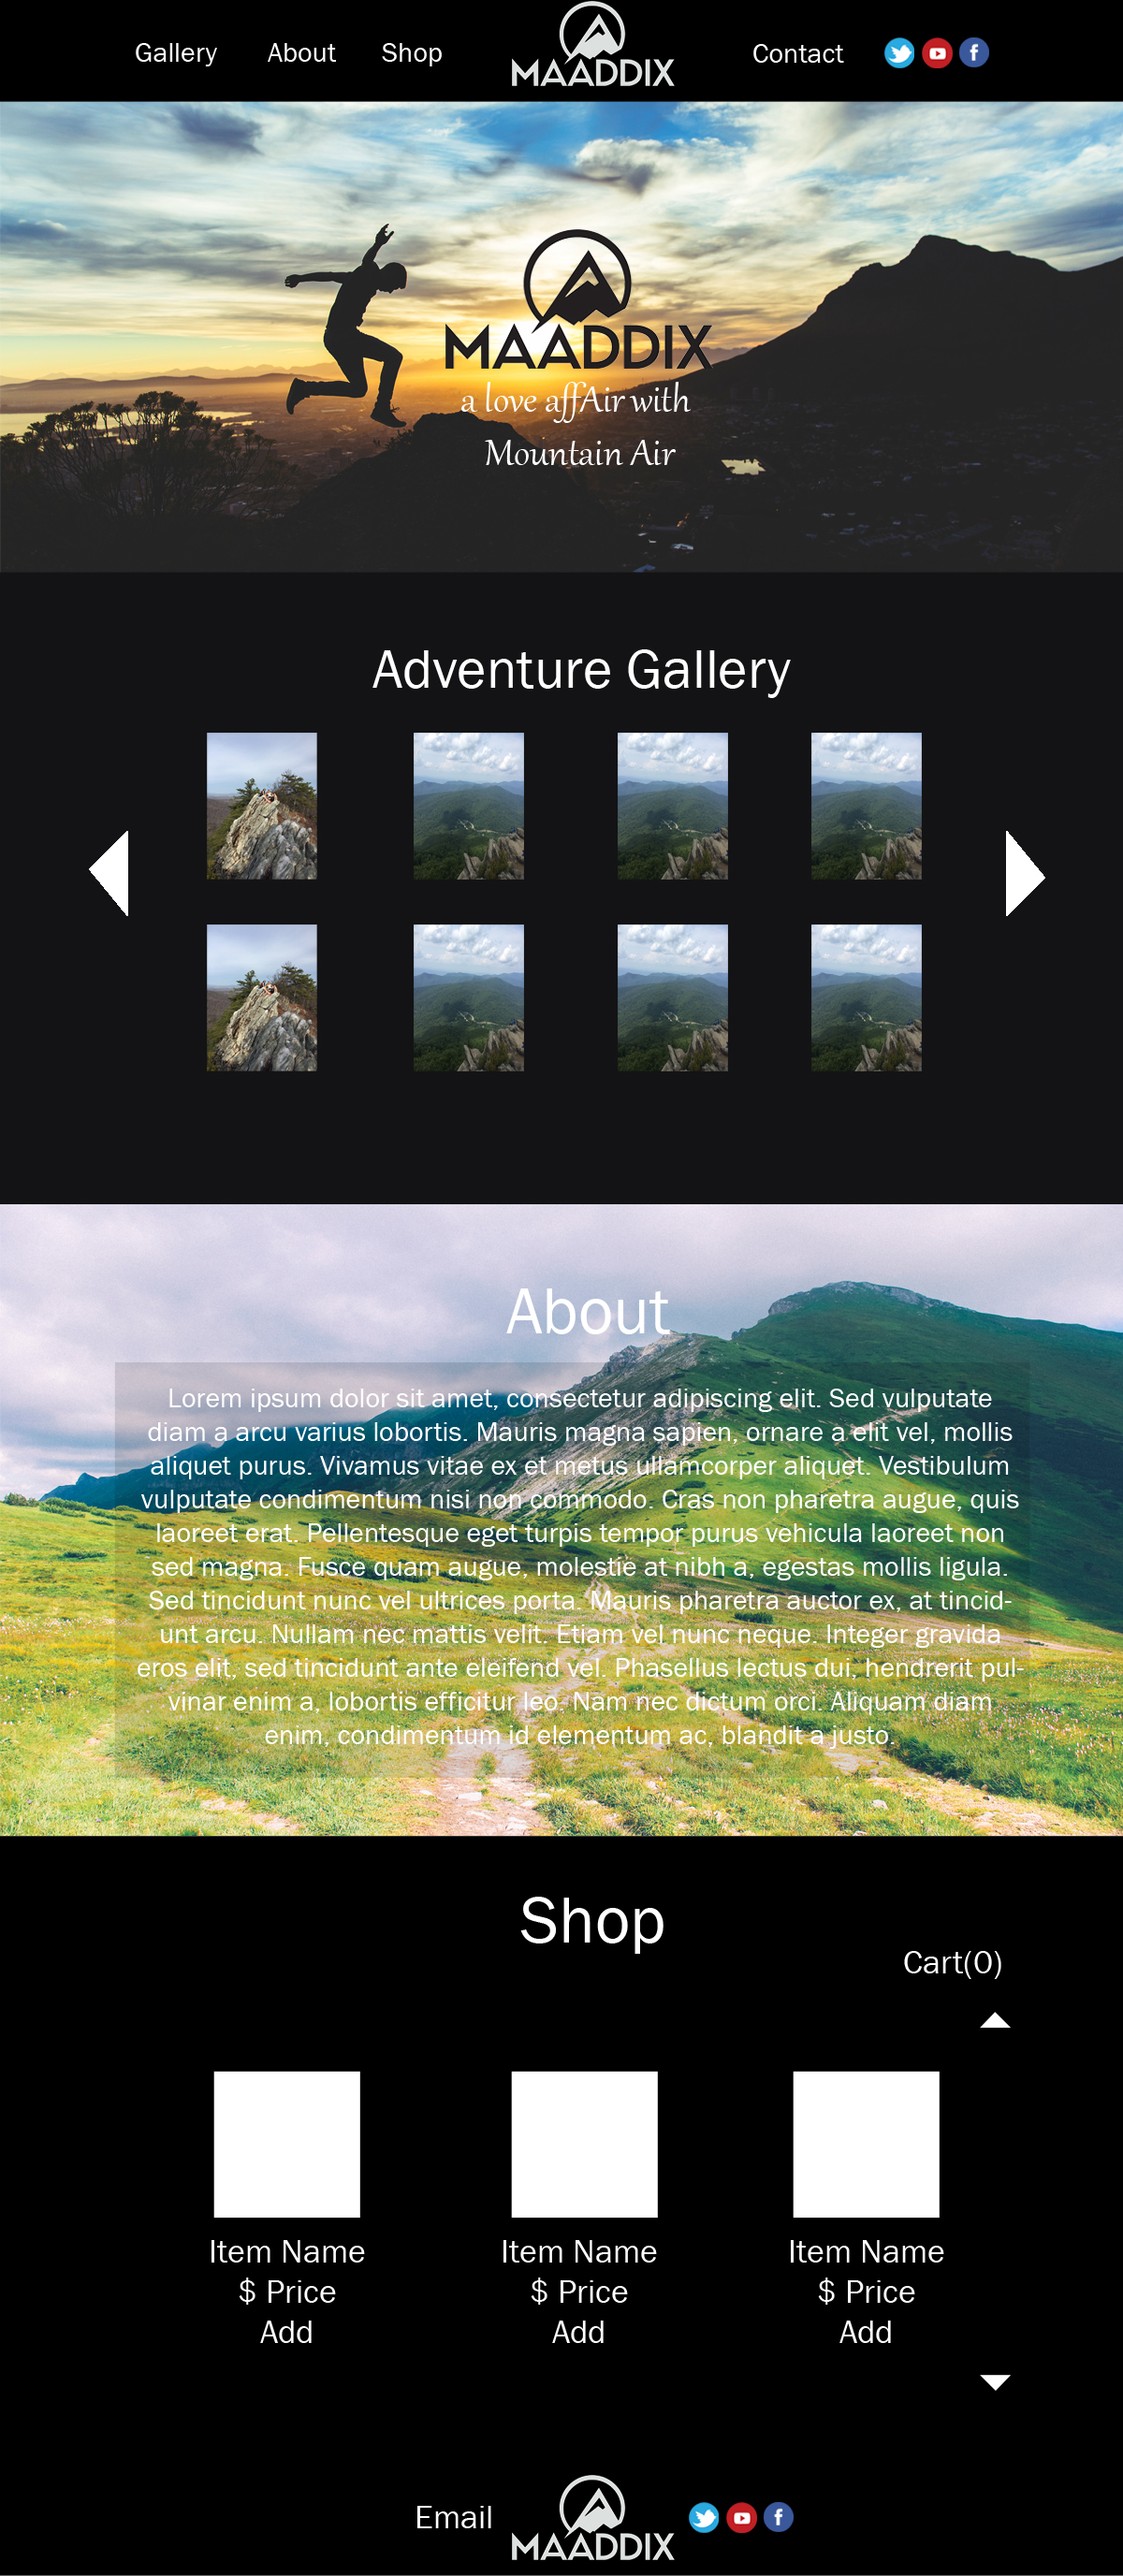 Gallery About Shop MAADDIX Contact
MAADDIX
a love affAir with
Mountain Air
Adventure Gallery
About
Lorem ipsum dolor sit amet, consectetur adipiscing elit. Sed vulputate
diam a arcu varius lobortis. Mauris magna sapien, ornare a elit vel, mollis
aliquet purus. Vivamus vitae ex et metus ullamcorper aliquet. Vestibulum
vulputate condimentum nisi non commodo. Cras non pharetra augue, quis
laoreet erat. Pellentesque eget turpis tempor purus vehicula laoreet non
sed magna. Fusce quam augue, molestie at nibh a, egestas mollis ligula.
Sed tincidunt nunc vel ultrices porta. Mauris pharetra auctor ex, at tincid-
unt arcu. Nullam nec mattis velit. Etiam vel nunc neque. Integer gravida
eros elit, sed tincidunt ante eleifend vel. Phasellus lectus dui, hendrerit pul-
vinar enim a, lobortis efficitur leo. Nam nec dictum orci. Aliquam diam
enim, condimentum id elementum ac, blandit a justo.
Shop
Cart(0)
Item Name Item Name Item Name
$ Price $ Price $ Price
Add Add Add
Email MAADDIX